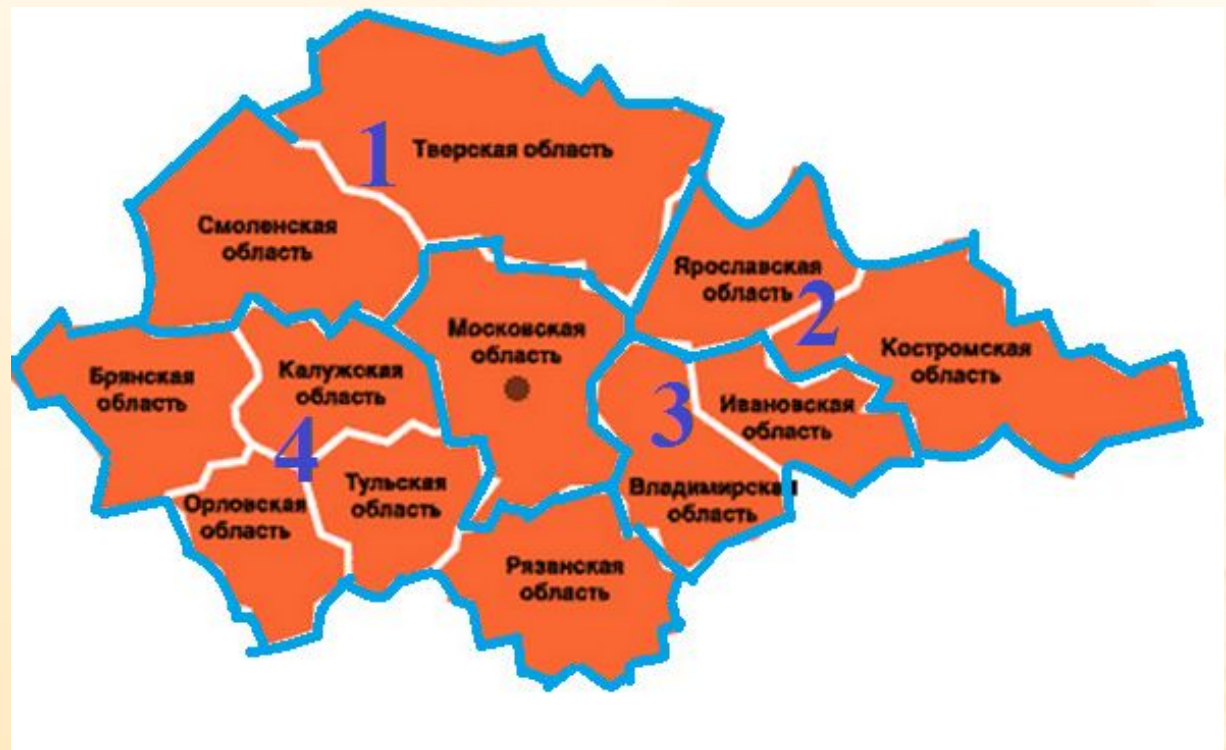 1
Тверская область
Смоленская
область
Ярославская
область
2
Московская
область
Костромская
область
Брянская
область
Калужская
область
3
Ивановская
область
4
Тульская
область
Владимирская
область
Орловская
область
Рязанская
область